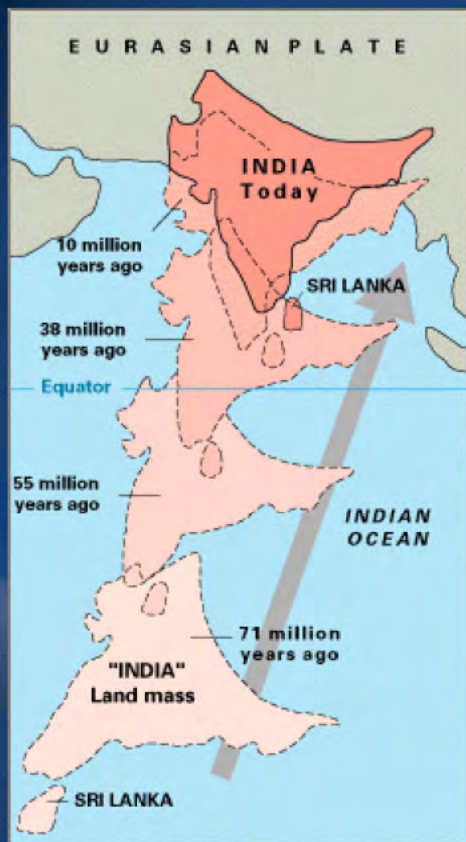 EURASIAN PLATE
INDIA
Today
10 million
years ago
SRI LANKA
38 million
years ago
Equator
55 million
years ago
INDIAN
OCEAN
71 million
years ago
"INDIA"
Land mass
SRI LANKA